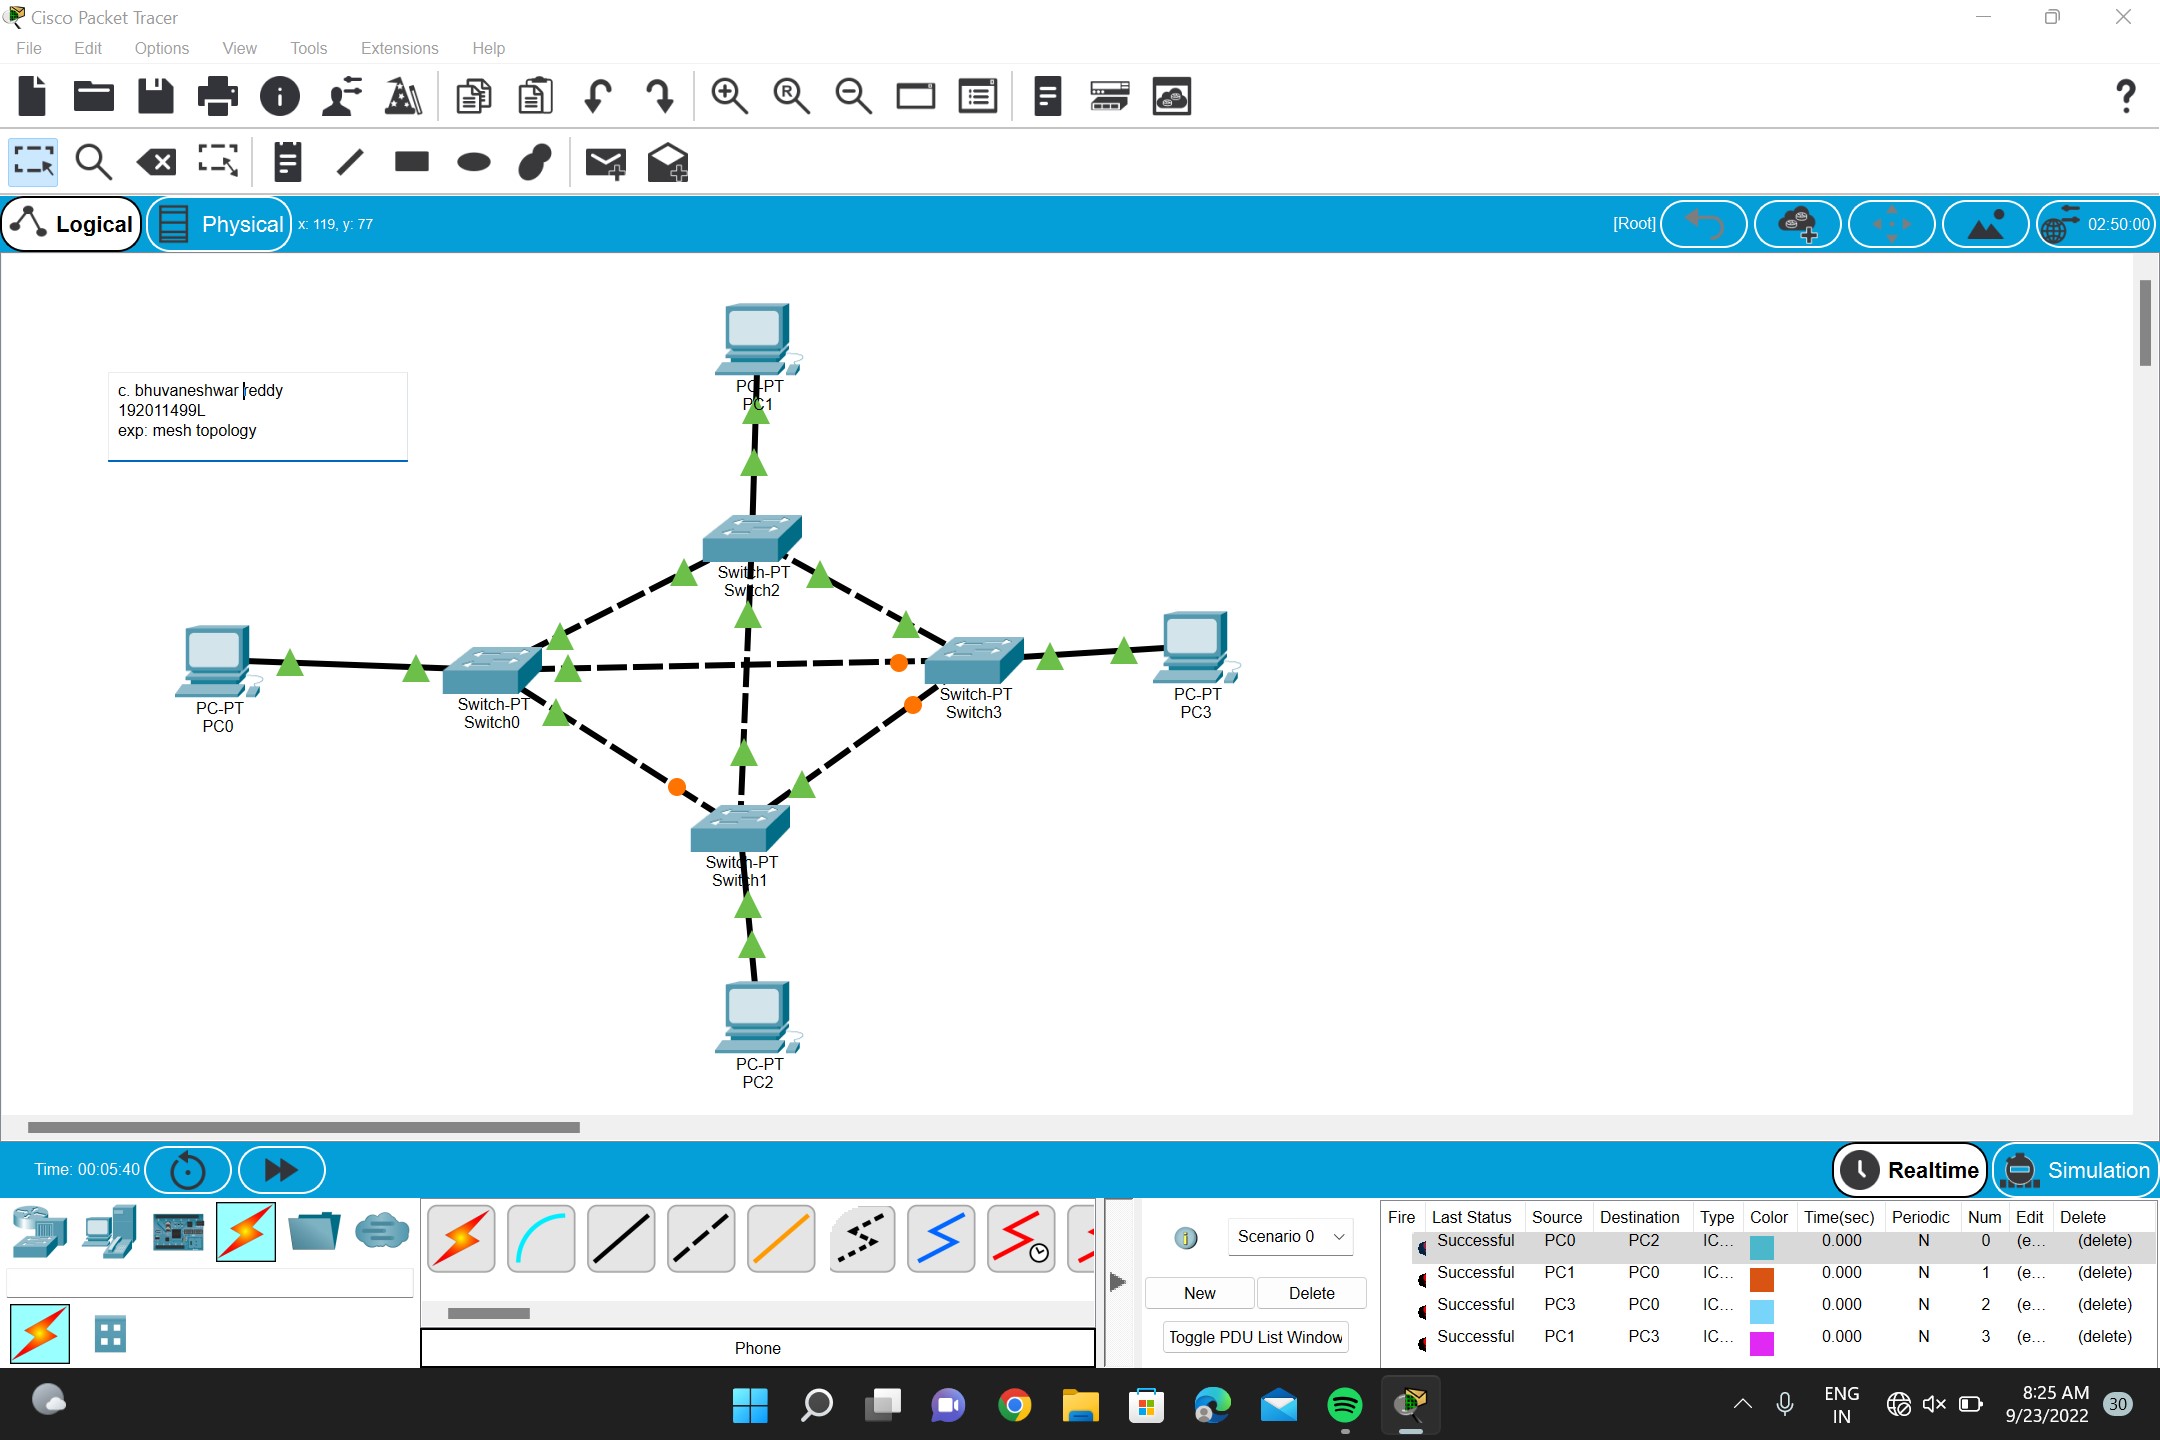 Cisco Packet Tracer
File Edit Options View Tools Extensions Help
Logical Physical x: 119, y: 77 [Root] 02:50:00
c. bhuvaneshwar reddy
192011499L
exp: mesh topology
PC-PT
PC1
Switch-PT
Switch2
PC-PT
PC0
Switch-PT
Switch0
Switch-PT
Switch3
PC-PT
PC3
Switch-PT
Switch1
PC-PT
PC2
Time: 00:05:40 Realtime Simulation
Scenario 0
New Delete
Toggle PDU List Window
Phone
Fire Last Status Source Destination Type Color Time(sec) Periodic Num Edit Delete
Successful PC0 PC2 IC... 0.000 N 0 (e... (delete)
Successful PC1 PC0 IC... 0.000 N 1 (e... (delete)
Successful PC3 PC0 IC... 0.000 N 2 (e... (delete)
Successful PC1 PC3 IC... 0.000 N 3 (e... (delete)
ENG
IN
8:25 AM
9/23/2022
30